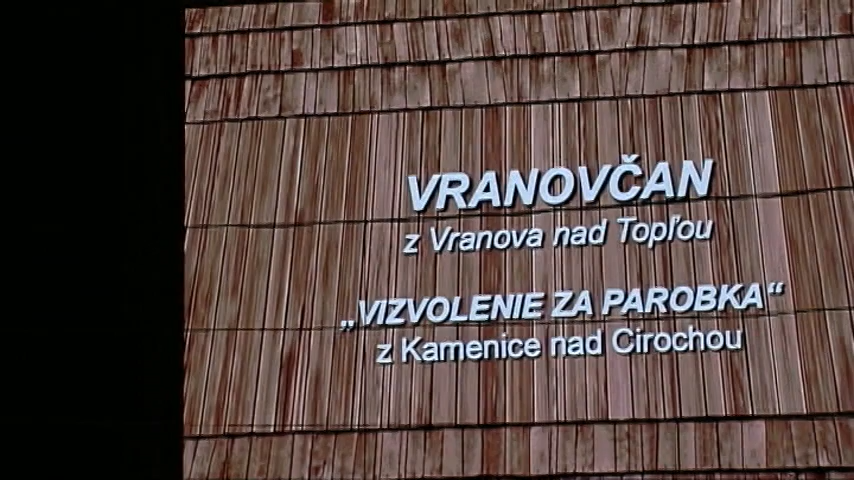 VRANOVČAN
z Vranova nad Topľou
„VIZVOLENIE ZA PAROBKA“
z Kamenice nad Cirochou